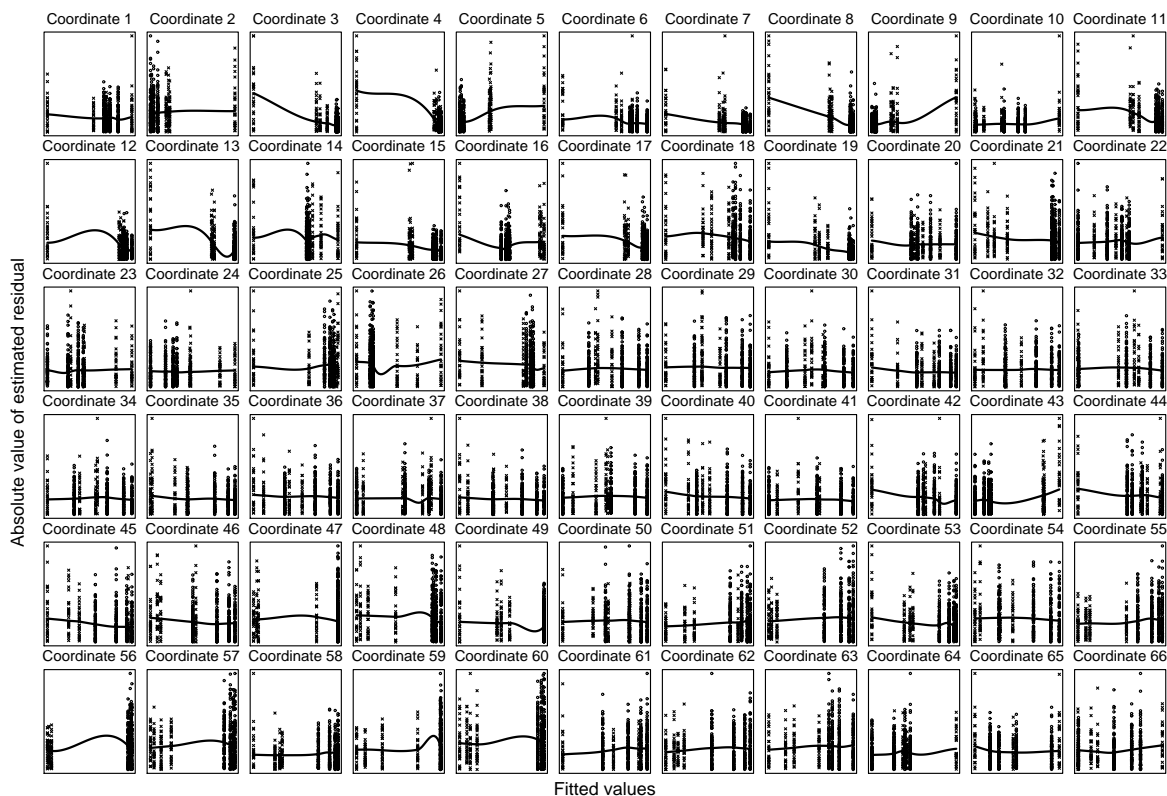 Coordinate 1 Coordinate 2 Coordinate 3 Coordinate 4 Coordinate 5 Coordinate 6 Coordinate 7 Coordinate 8 Coordinate 9 Coordinate 10 Coordinate 11
Coordinate 12 Coordinate 13 Coordinate 14 Coordinate 15 Coordinate 16 Coordinate 17 Coordinate 18 Coordinate 19 Coordinate 20 Coordinate 21 Coordinate 22
Coordinate 23 Coordinate 24 Coordinate 25 Coordinate 26 Coordinate 27 Coordinate 28 Coordinate 29 Coordinate 30 Coordinate 31 Coordinate 32 Coordinate 33
Coordinate 34 Coordinate 35 Coordinate 36 Coordinate 37 Coordinate 38 Coordinate 39 Coordinate 40 Coordinate 41 Coordinate 42 Coordinate 43 Coordinate 44
Coordinate 45 Coordinate 46 Coordinate 47 Coordinate 48 Coordinate 49 Coordinate 50 Coordinate 51 Coordinate 52 Coordinate 53 Coordinate 54 Coordinate 55
Coordinate 56 Coordinate 57 Coordinate 58 Coordinate 59 Coordinate 60 Coordinate 61 Coordinate 62 Coordinate 63 Coordinate 64 Coordinate 65 Coordinate 66
Absolute value of estimated residual
Fitted values